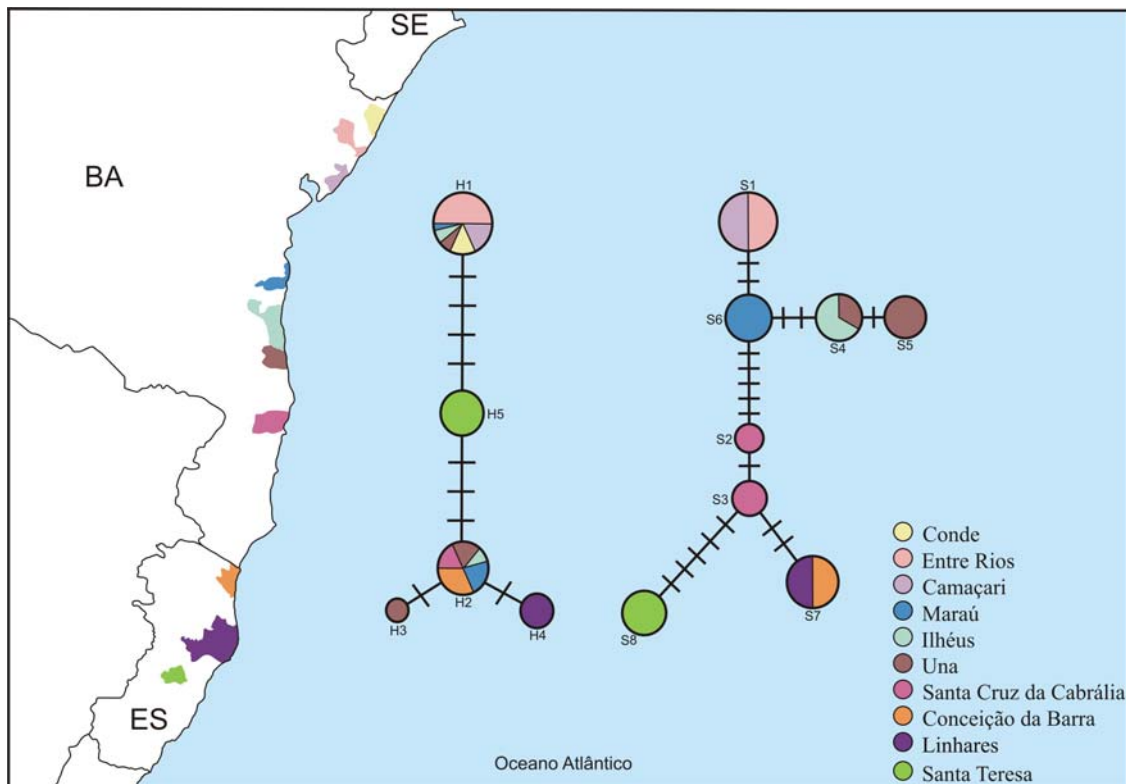 SE
BA
ES
H1
H5
H2
H3
H4
S1
S6
S4
S5
S2
S3
S7
S8
Conde
Entre Rios
Camaçari
Maraú
Ilhéus
Una
Santa Cruz da Cabrália
Conceição da Barra
Linhares
Santa Teresa
Oceano Atlântico